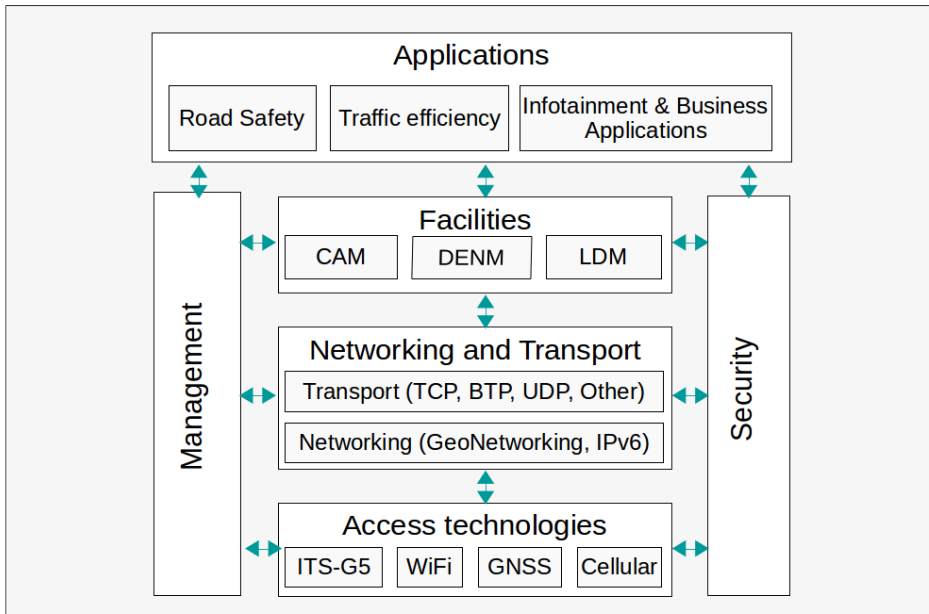 Applications
Road Safety
Traffic efficiency
Infotainment & Business
Applications
Facilities
CAM
DENM
LDM
Management
Security
Networking and Transport
Transport (TCP, BTP, UDP, Other)
Networking (GeoNetworking, IPv6)
Access technologies
ITS-G5
WiFi
GNSS
Cellular